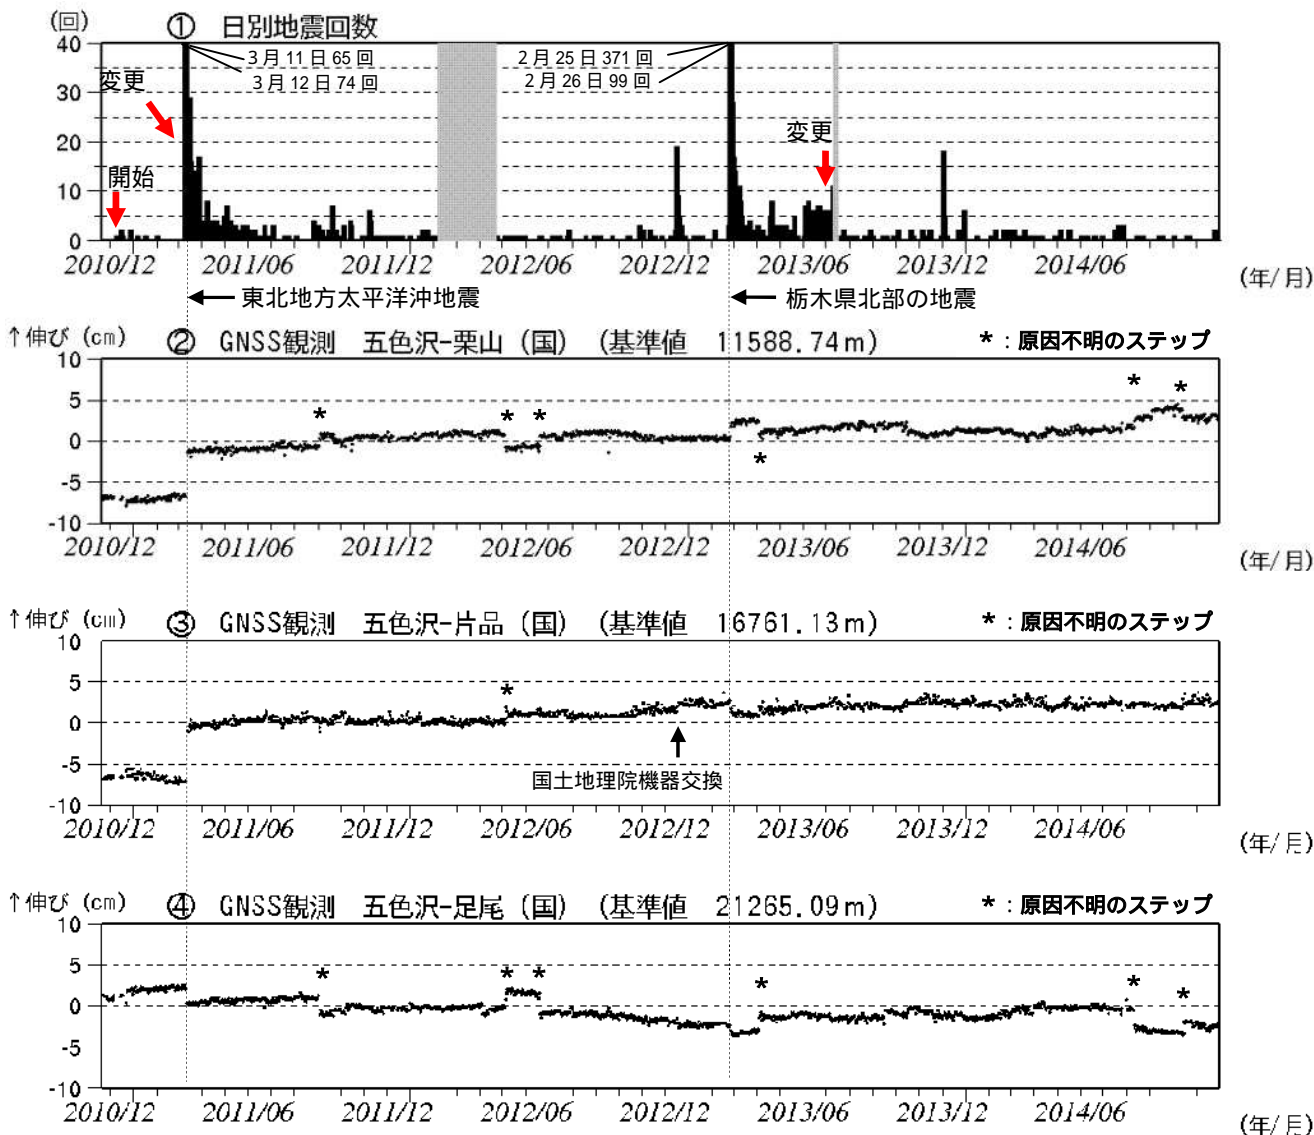 (回)
① 日別地震回数
40
30
20
10
0
変更
開始
3月11日65回
3月12日74回
2月25日371回
2月26日99回
変更
2010/12 2011/06 2011/12 2012/06 2012/12 2013/06 2013/12 2014/06
(年/月)
東北地方太平洋沖地震
栃木県北部の地震
↑伸び (cm) ② GNSS観測 五色沢-栗山 (国) (基準値 11588.74m) * : 原因不明のステップ
10
5
0
-5
-10
* * * * * *
2010/12 2011/06 2011/12 2012/06 2012/12 2013/06 2013/12 2014/06
(年/月)
↑伸び (cm) ③ GNSS観測 五色沢-片品 (国) (基準値 16761.13m) * : 原因不明のステップ
10
5
0
-5
-10
*
国土地理院機器交換
2010/12 2011/06 2011/12 2012/06 2012/12 2013/06 2013/12 2014/06
(年/月)
↑伸び (cm) ④ GNSS観測 五色沢-足尾 (国) (基準値 21265.09m) * : 原因不明のステップ
10
5
0
-5
-10
* * * * * *
2010/12 2011/06 2011/12 2012/06 2012/12 2013/06 2013/12 2014/06
(年/月)